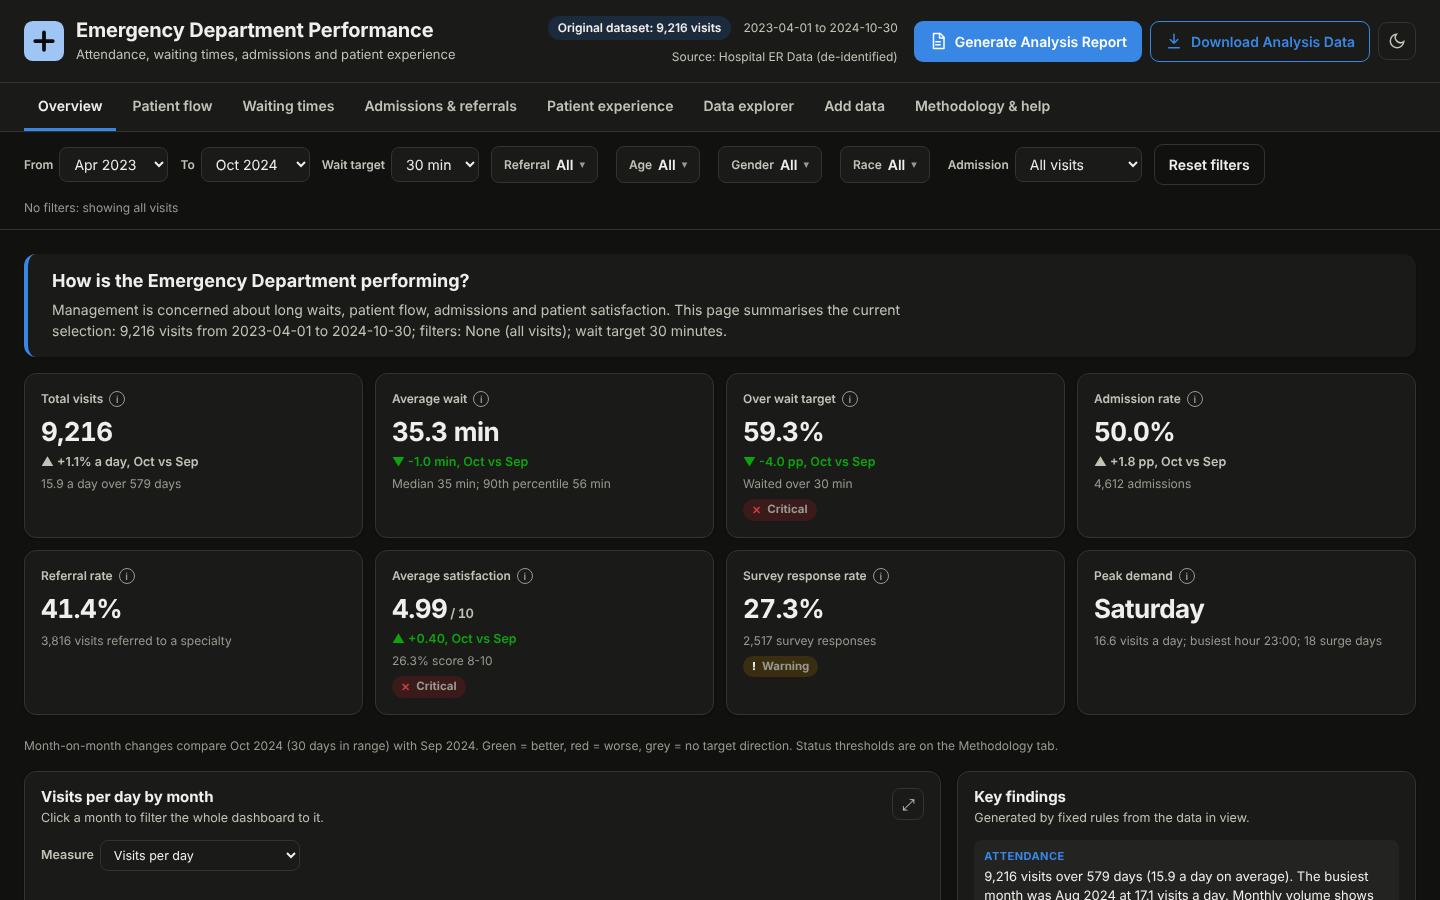 Emergency Department Performance
Attendance, waiting times, admissions and patient experience
Original dataset: 9,216 visits 2023-04-01 to 2024-10-30
Source: Hospital ER Data (de-identified)
Generate Analysis Report
Download Analysis Data
Overview Patient flow Waiting times Admissions & referrals Patient experience Data explorer Add data Methodology & help
From Apr 2023 To Oct 2024 Wait target 30 min Referral All Age All Gender All Race All Admission All visits Reset filters
No filters: showing all visits
How is the Emergency Department performing?
Management is concerned about long waits, patient flow, admissions and patient satisfaction. This page summarises the current
selection: 9,216 visits from 2023-04-01 to 2024-10-30; filters: None (all visits); wait target 30 minutes.
Total visits
9,216
▲ +1.1% a day, Oct vs Sep
15.9 a day over 579 days
Average wait
35.3 min
▼ -1.0 min, Oct vs Sep
Median 35 min; 90th percentile 56 min
Over wait target
59.3%
▼ -4.0 pp, Oct vs Sep
Waited over 30 min
× Critical
Admission rate
50.0%
▲ +1.8 pp, Oct vs Sep
4,612 admissions
Referral rate
41.4%
3,816 visits referred to a specialty
Average satisfaction
4.99 / 10
▲ +0.40, Oct vs Sep
26.3% score 8-10
× Critical
Survey response rate
27.3%
2,517 survey responses
! Warning
Peak demand
Saturday
16.6 visits a day; busiest hour 23:00; 18 surge days
Month-on-month changes compare Oct 2024 (30 days in range) with Sep 2024. Green = better, red = worse, grey = no target direction. Status thresholds are on the Methodology tab.
Visits per day by month
Click a month to filter the whole dashboard to it.
Measure Visits per day
Key findings
Generated by fixed rules from the data in view.
ATTENDANCE
9,216 visits over 579 days (15.9 a day on average). The busiest
month was Aug 2024 at 17.1 visits a day. Monthly volume shows